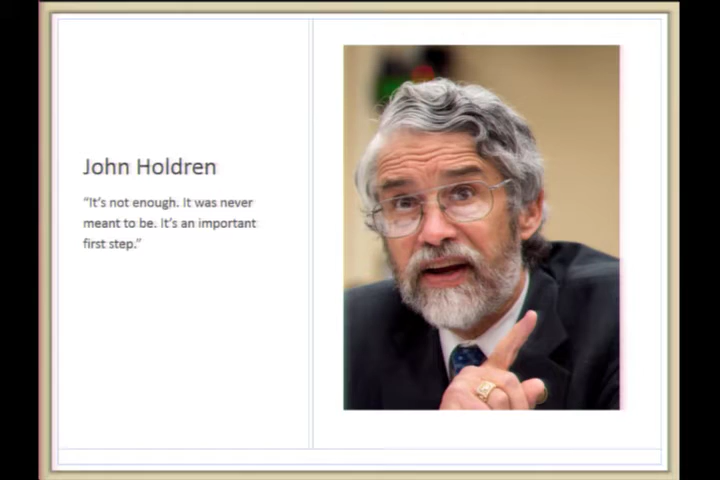 John Holdren
“It’s not enough. It was never
meant to be. It’s an important
first step.”